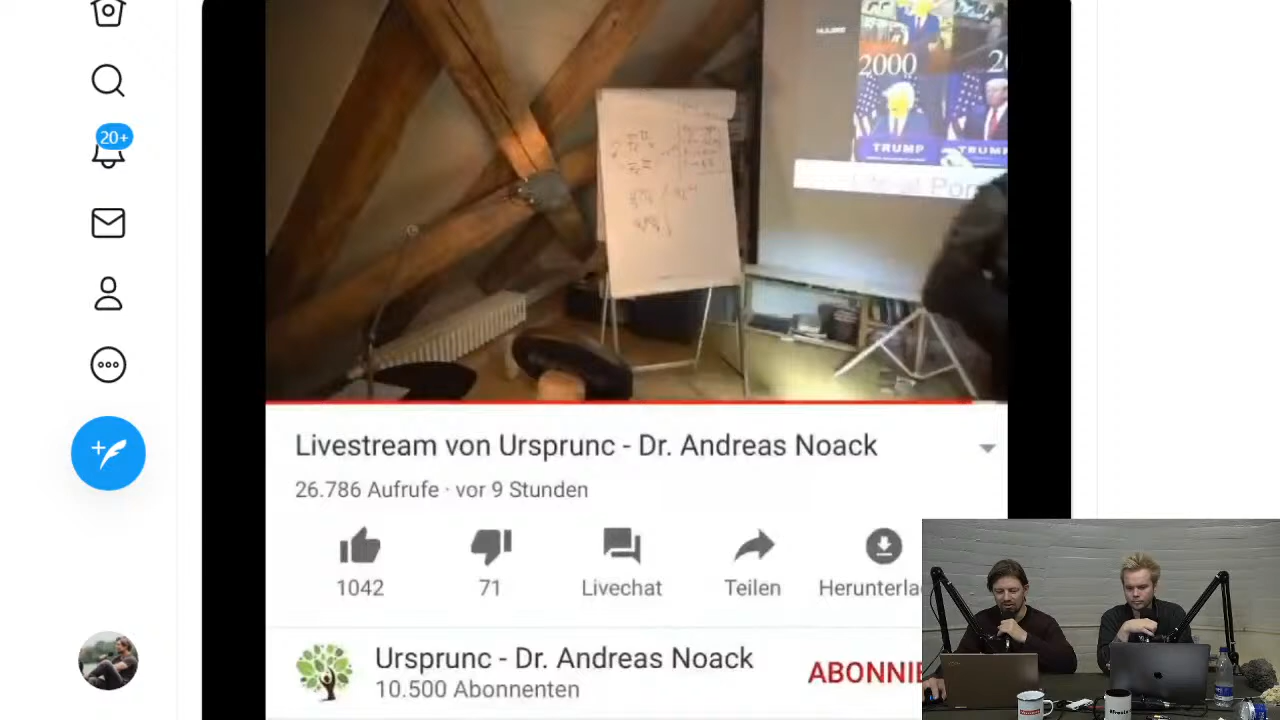 2000
TRUMP
TRUMP
20+
Livestream von Ursprunc - Dr. Andreas Noack
26.786 Aufrufe · vor 9 Stunden
1042
71
Livechat
Teilen
Herunterla
Ursprunc - Dr. Andreas Noack
ABONNIE
10.500 Abonnenten